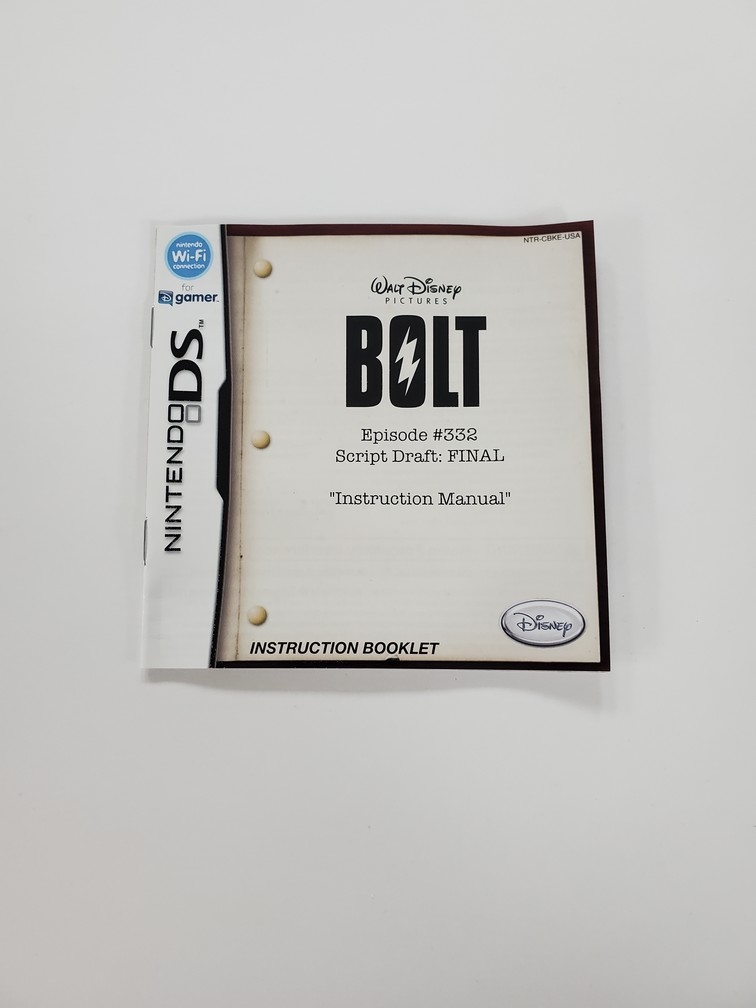 nintendo
Wi-Fi
connection
for
D gamer.
NINTENDO DS™
NTR-CBKE-USA
WALT DISNEY
PICTURES
BOLT
Episode #332
Script Draft: FINAL
"Instruction Manual"
DISNEY
INSTRUCTION BOOKLET